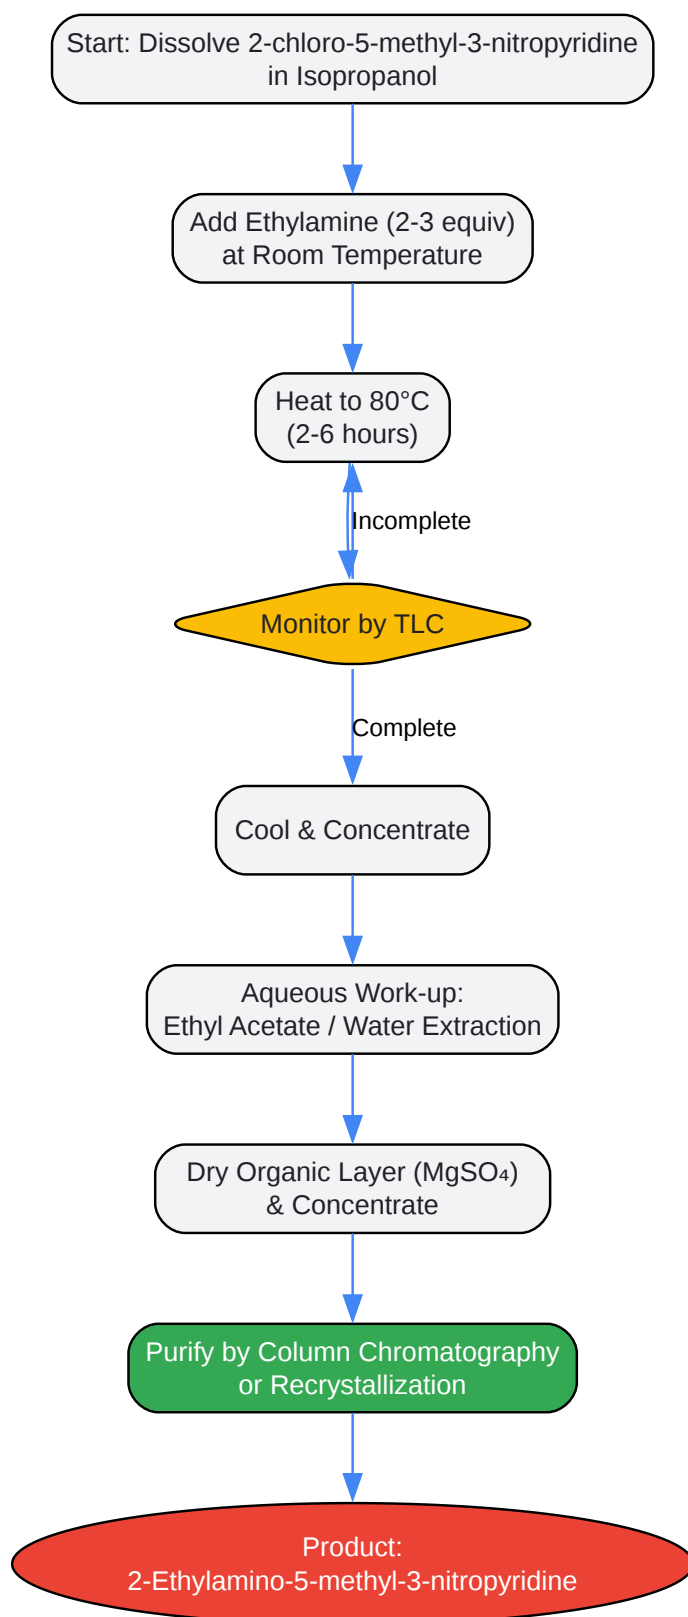 Start: Dissolve 2-chloro-5-methyl-3-nitropyridine
in Isopropanol
Add Ethylamine (2-3 equiv)
at Room Temperature
Heat to 80°C
(2-6 hours)
Incomplete
Monitor by TLC
Complete
Cool & Concentrate
Aqueous Work-up:
Ethyl Acetate / Water Extraction
Dry Organic Layer (MgSO₄)
& Concentrate
Purify by Column Chromatography
or Recrystallization
Product:
2-Ethylamino-5-methyl-3-nitropyridine